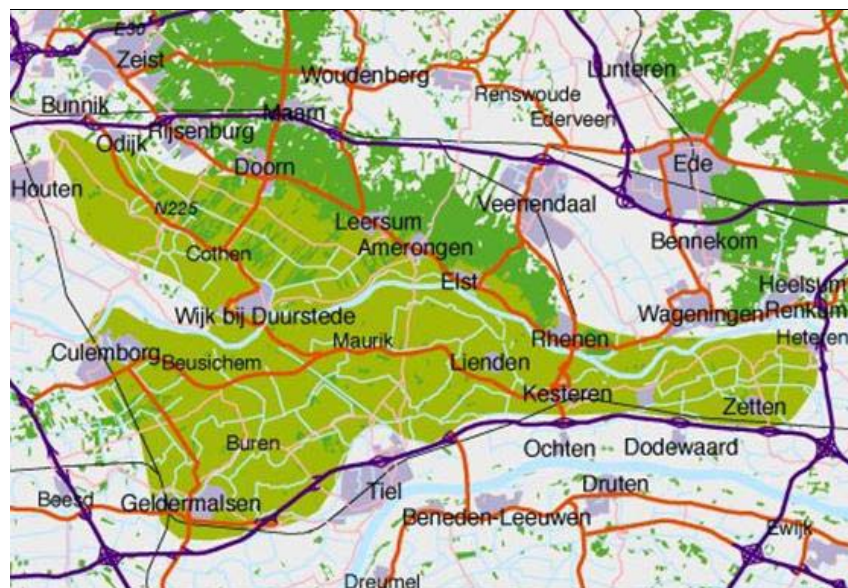 E30
Zeist
Woudenberg
Lunteren
Renswoude
Bunnik
Maarn
Ederveen
Rijsenburg
Odijk
Doorn
Ede
Houten
Veenendaal
N225
Leersum
Amerongen
Bennekom
Cothen
Elst
Heelsum
Wijk bij Duurstede
Wageningen
Renkum
Maurik
Rhenen
Heteren
Culemborg
Beusichem
Lienden
Kesteren
Zetten
Buren
Ochten
Dodewaard
Beesd
Geldermalsen
Tiel
Druten
Beneden-Leeuwen
Ewijk
Dreumel